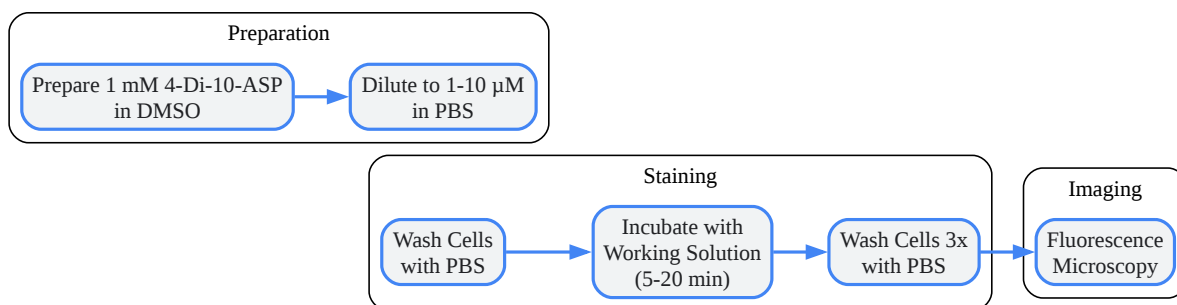 Preparation
Prepare 1 mM 4-Di-10-ASP
in DMSO
Dilute to 1-10 µM
in PBS
Staining
Wash Cells
with PBS
Incubate with
Working Solution
(5-20 min)
Wash Cells 3x
with PBS
Imaging
Fluorescence
Microscopy